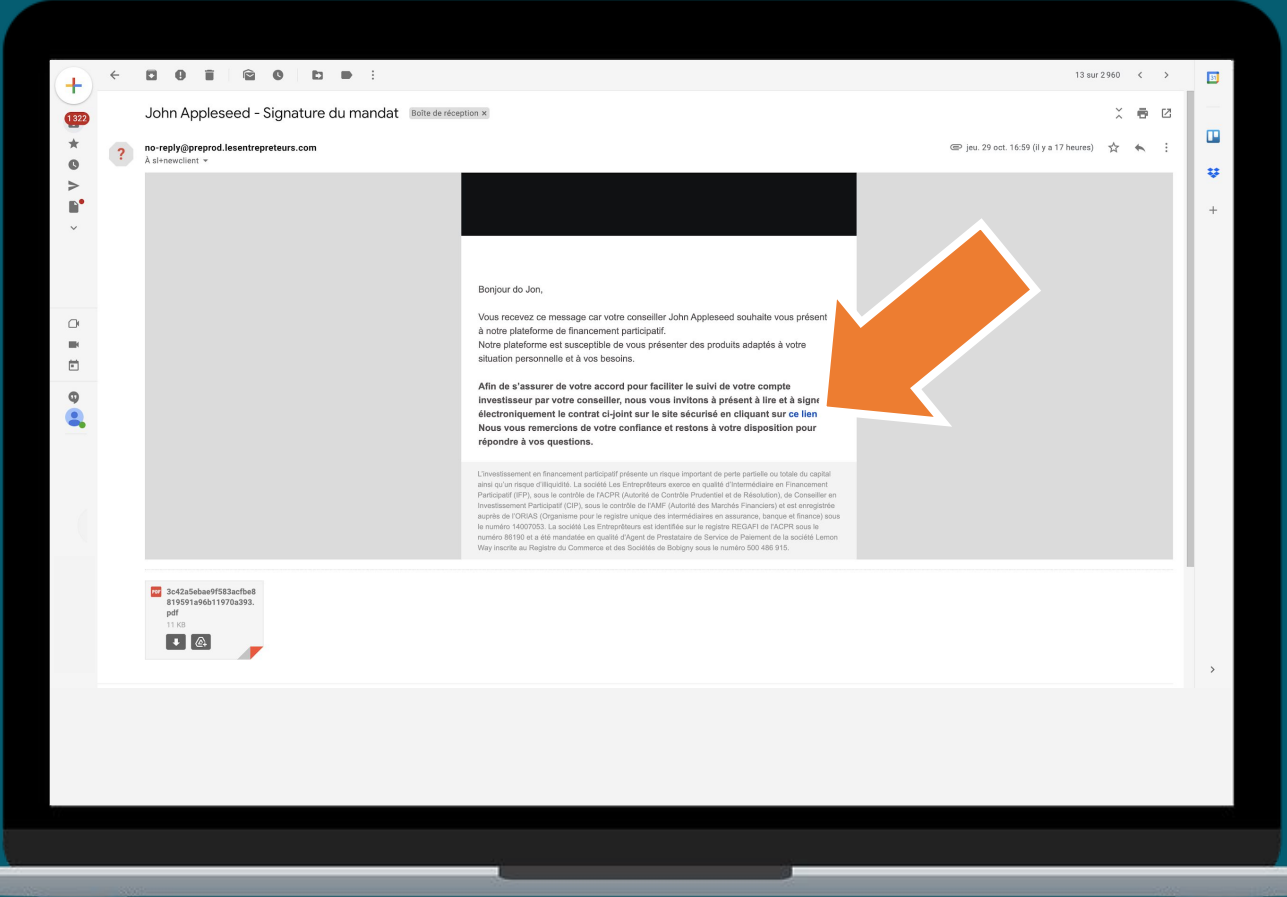 13 sur 2 960
John Appleseed - Signature du mandat Boîte de réception ×
1 322
no-reply@preprod.lesentrepreteurs.com
jeu. 29 oct. 16:59 (il y a 17 heures)
À sl+newclient
Bonjour do Jon,
Vous recevez ce message car votre conseiller John Appleseed souhaite vous présent
à notre plateforme de financement participatif.
Notre plateforme est susceptible de vous présenter des produits adaptés à votre
situation personnelle et à vos besoins.
Afin de s'assurer de votre accord pour faciliter le suivi de votre compte
investisseur par votre conseiller, nous vous invitons à présent à lire et à signe
électroniquement le contrat ci-joint sur le site sécurisé en cliquant sur ce lien
Nous vous remercions de votre confiance et restons à votre disposition pour
répondre à vos questions.
L'investissement en financement participatif présente un risque important de perte partielle ou totale du capital
ainsi qu'un risque d'illiquidité. La société Les Entreprêteurs exerce en qualité d'Intermédiaire en Financement
Participatif (IFP), sous le contrôle de l'ACPR (Autorité de Contrôle Prudentiel et de Résolution), de Conseiller en
Investissement Participatif (CIP), sous le contrôle de l'AMF (Autorité des Marchés Financiers) et est enregistrée
auprès de l'ORIAS (Organisme pour le registre unique des intermédiaires en assurance, banque et finance) sous
le numéro 14007053. La société Les Entreprêteurs est identifiée sur le registre REGAFI de l'ACPR sous le
numéro 86190 et a été mandatée en qualité d'Agent de Prestataire de Service de Paiement de la société Lemon
Way inscrite au Registre du Commerce et des Sociétés de Bobigny sous le numéro 500 486 915.
PDF
3c42a5ebae9f583acfbe8
819591a96b11970a393.
pdf
11 KB